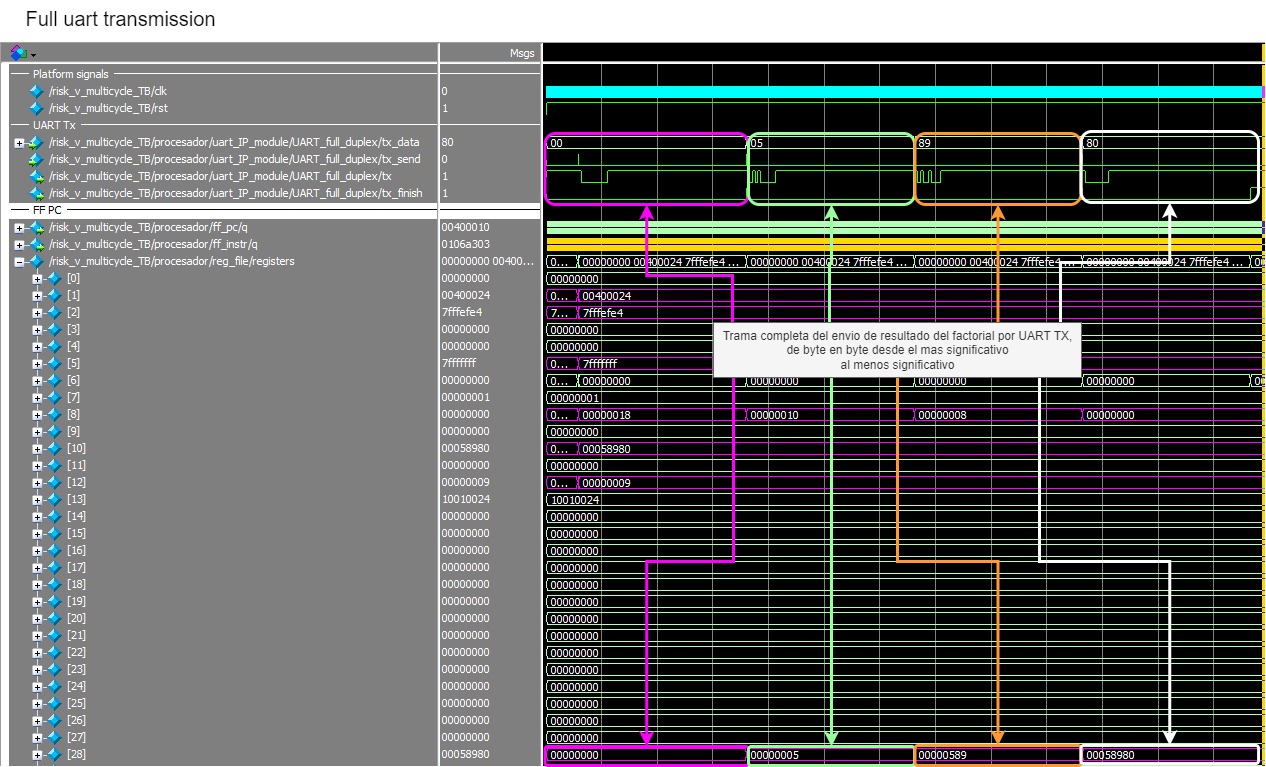 Full uart transmission
Msgs
Platform signals
/risk_v_multicycle_TB/clk 0
/risk_v_multicycle_TB/rst 1
UART Tx
/risk_v_multicycle_TB/procesador/uart_IP_module/UART_full_duplex/tx_data 80 00 05 89 80
/risk_v_multicycle_TB/procesador/uart_IP_module/UART_full_duplex/tx_send 0
/risk_v_multicycle_TB/procesador/uart_IP_module/UART_full_duplex/tx 1
/risk_v_multicycle_TB/procesador/uart_IP_module/UART_full_duplex/tx_finish 1
FF PC
/risk_v_multicycle_TB/procesador/ff_pc/q 00400010
/risk_v_multicycle_TB/procesador/ff_instr/q 0106a303
/risk_v_multicycle_TB/procesador/reg_file/registers 00000000 00400... 0... 00000000 00400024 7fffefe4 ... 00000000 00400024 7fffefe4 ... 00000000 00400024 7fffefe4 ... 00000000 00400024 7fffefe4 ... 00
[0] 00000000 00000000
[1] 00400024 0... 00400024
[2] 7fffefe4 7... 7fffefe4
[3] 00000000 00000000
[4] 00000000 00000000
[5] 7fffffff 0... 7fffffff
[6] 00000000 0... 00000000 00000000 00000000 00000000 00
[7] 00000001 00000001
[8] 00000000 0... 00000018 00000010 00000008 00000000
[9] 00000000 00000000
[10] 00058980 0... 00058980
[11] 00000000 00000000
[12] 00000009 0... 00000009
[13] 10010024 10010024
[14] 00000000 00000000
[15] 00000000 00000000
[16] 00000000 00000000
[17] 00000000 00000000
[18] 00000000 00000000
[19] 00000000 00000000
[20] 00000000 00000000
[21] 00000000 00000000
[22] 00000000 00000000
[23] 00000000 00000000
[24] 00000000 00000000
[25] 00000000 00000000
[26] 00000000 00000000
[27] 00000000 00000000
[28] 00058980 00000000 00000005 00000589 00058980
Trama completa del envio de resultado del factorial por UART TX,
de byte en byte desde el mas significativo
al menos significativo